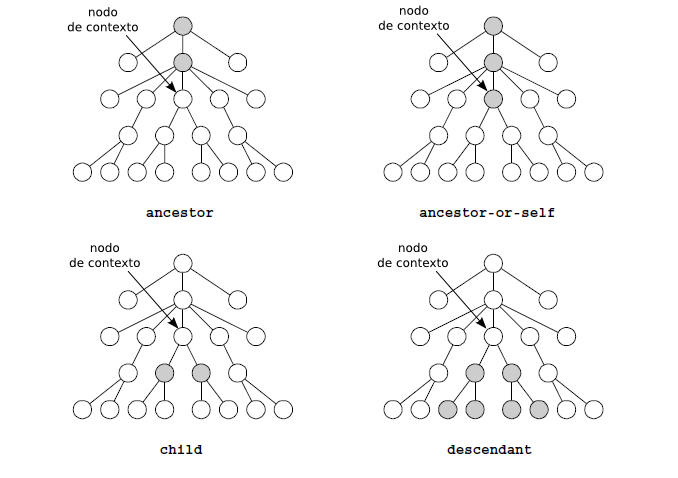 nodo
de contexto
nodo
de contexto
ancestor
ancestor-or-self
nodo
de contexto
nodo
de contexto
child
descendant